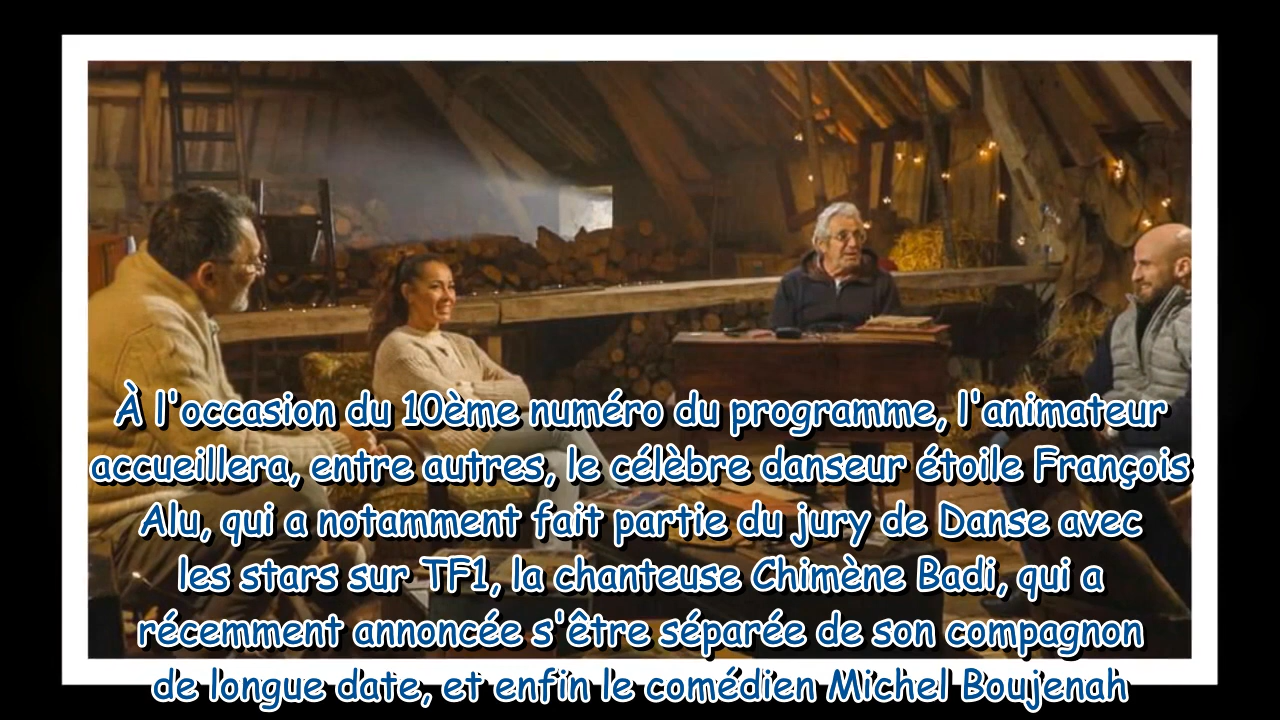 À l'occasion du 10ème numéro du programme, l'animateur
accueillera, entre autres, le célèbre danseur étoile François
Alu, qui a notamment fait partie du jury de Danse avec
les stars sur TF1, la chanteuse Chimène Badi, qui a
récemment annoncée s'être séparée de son compagnon
de longue date, et enfin le comédien Michel Boujenah